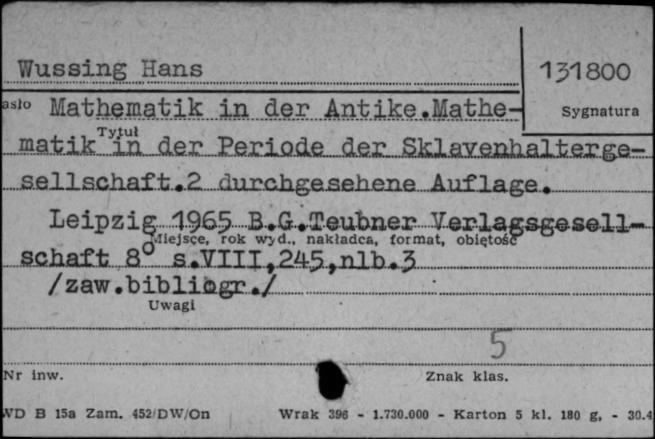 Wussing Hans
131800
asło Mathematik in der Antike.Mathe-
Sygnatura
Tytuł
matik in der Periode der Sklavenhalterge-
sellschaft.2 durchgesehene Auflage.
Leipzig 1965 B.G.Teubner Verlagsgesell-
Miejsce, rok wyd., nakładca, format, objętość
schaft 8° s.VIII,245,nlb.3
/zaw.bibliogr./
Uwagi
5
Nr inw.
Znak klas.
WD B 15a Zam. 452/DW/On Wrak 396 - 1.730.000 - Karton 5 kl. 180 g, - 30.4